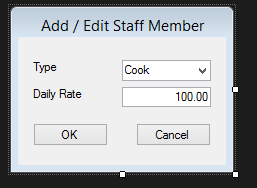 Add / Edit Staff Member
Type Cook
Daily Rate 100.00
OK Cancel